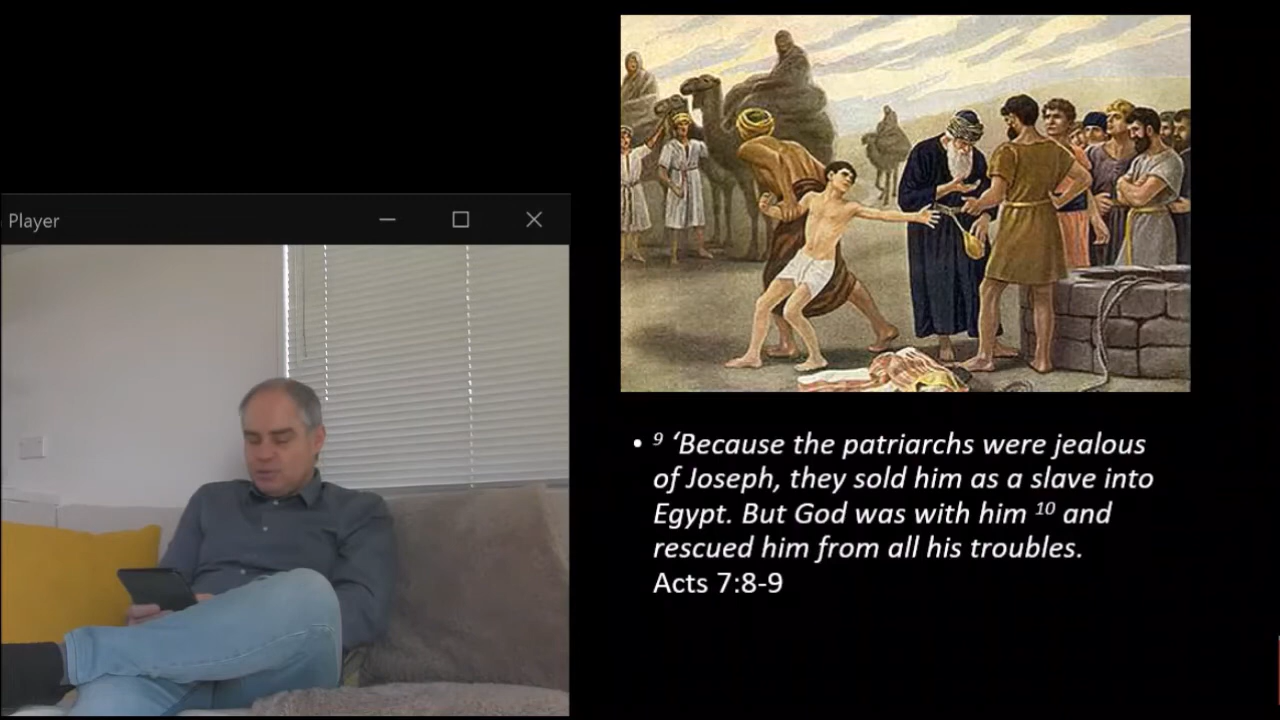 Player
• ⁹ ‘Because the patriarchs were jealous
of Joseph, they sold him as a slave into
Egypt. But God was with him ¹⁰ and
rescued him from all his troubles.
Acts 7:8-9